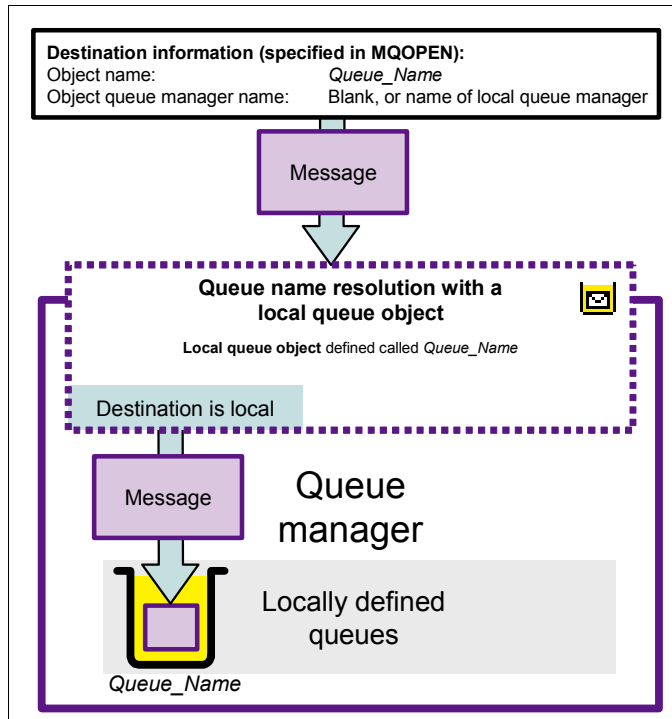 Destination information (specified in MQOPEN):
Object name: Queue_Name
Object queue manager name: Blank, or name of local queue manager
Message
Queue name resolution with a
local queue object
Local queue object defined called Queue_Name
Destination is local
Message
Queue
manager
Locally defined
queues
Queue_Name